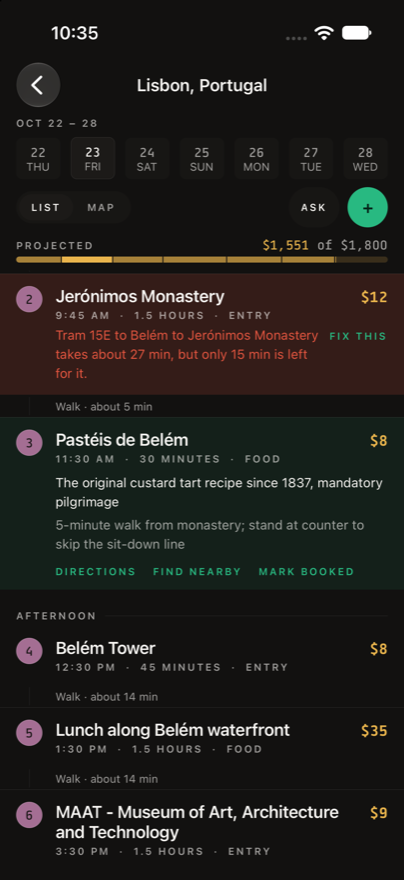 10:35
Lisbon, Portugal
OCT 22 – 28
22 23 24 25 26 27 28
THU FRI SAT SUN MON TUE WED
LIST MAP ASK +
PROJECTED $1,551 of $1,800
2 Jerónimos Monastery $12
9:45 AM · 1.5 HOURS · ENTRY
Tram 15E to Belém to Jerónimos Monastery FIX THIS
takes about 27 min, but only 15 min is left
for it.
Walk · about 5 min
3 Pastéis de Belém $8
11:30 AM · 30 MINUTES · FOOD
The original custard tart recipe since 1837, mandatory
pilgrimage
5-minute walk from monastery; stand at counter to
skip the sit-down line
DIRECTIONS FIND NEARBY MARK BOOKED
AFTERNOON
4 Belém Tower $8
12:30 PM · 45 MINUTES · ENTRY
Walk · about 14 min
5 Lunch along Belém waterfront $35
1:30 PM · 1.5 HOURS · FOOD
Walk · about 14 min
6 MAAT - Museum of Art, Architecture $9
and Technology
3:30 PM · 1.5 HOURS · ENTRY